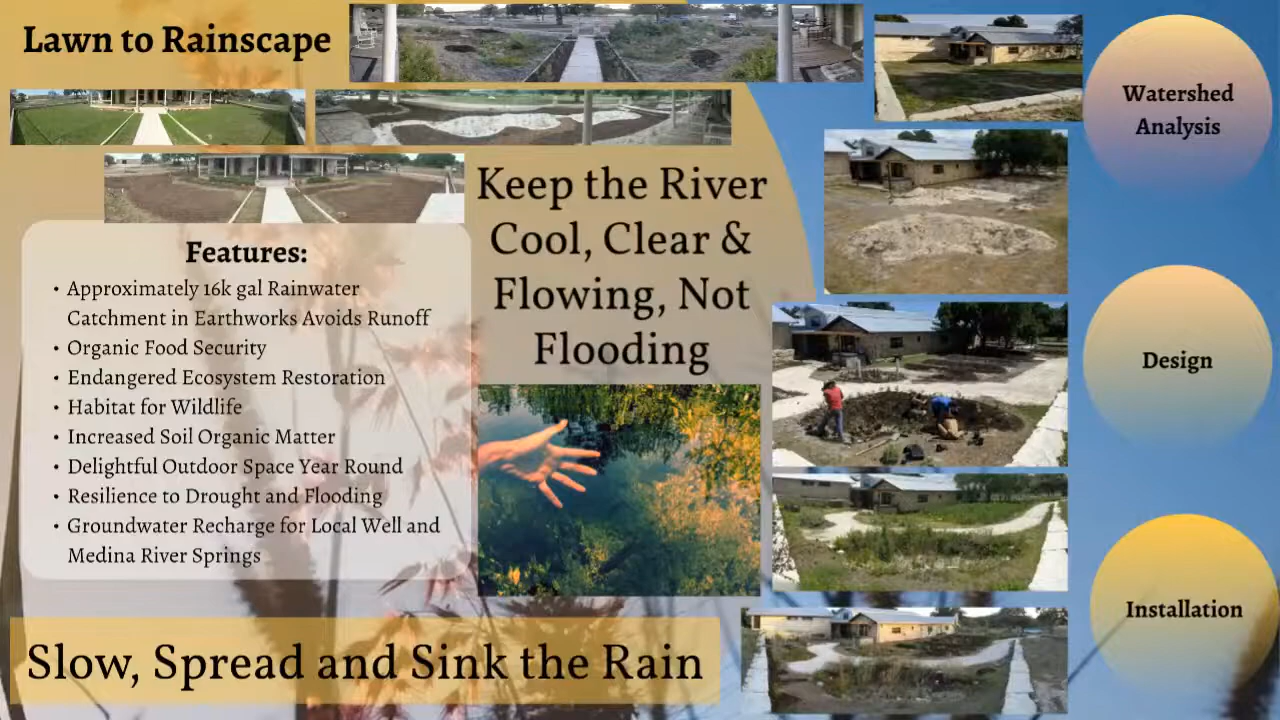 Lawn to Rainscape
Keep the River
Cool, Clear &
Flowing, Not
Flooding
Features:
• Approximately 16k gal Rainwater
Catchment in Earthworks Avoids Runoff
• Organic Food Security
• Endangered Ecosystem Restoration
• Habitat for Wildlife
• Increased Soil Organic Matter
• Delightful Outdoor Space Year Round
• Resilience to Drought and Flooding
• Groundwater Recharge for Local Well and
Medina River Springs
Slow, Spread and Sink the Rain
Watershed
Analysis
Design
Installation